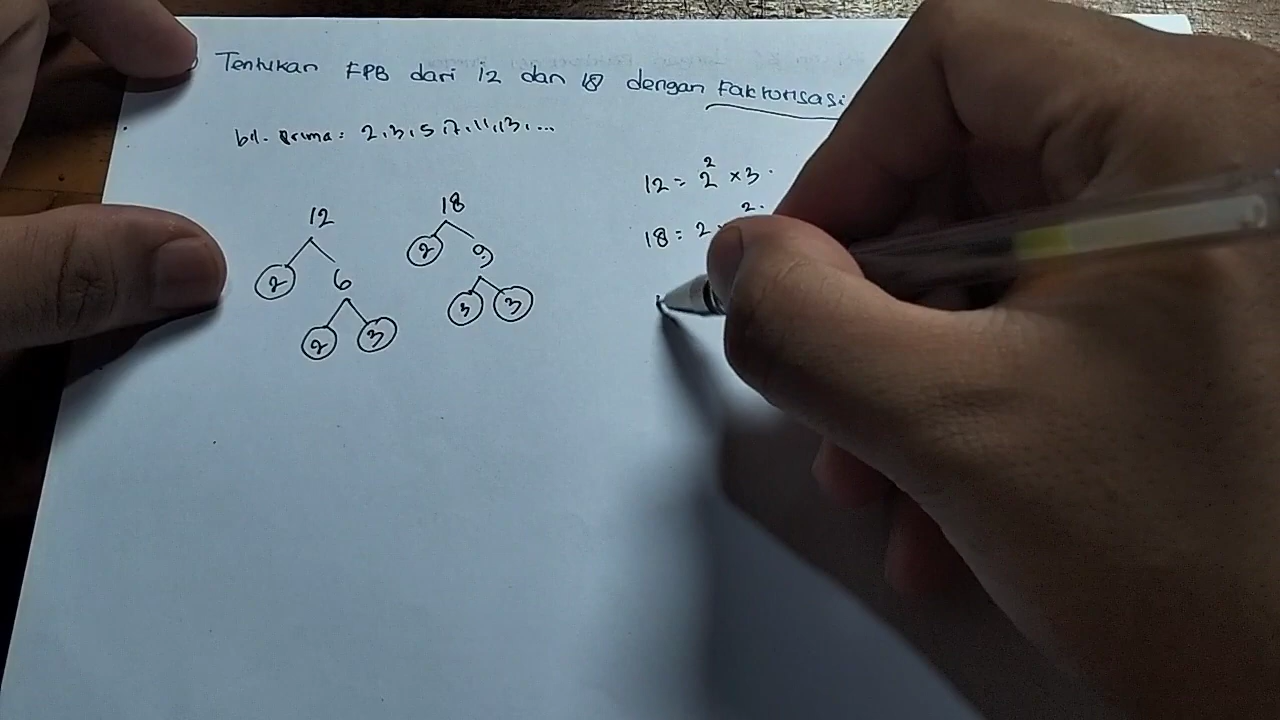 Tentukan FPB dari 12 dan 18 dengan Faktorisasi
bil. Prima: 2, 3, 5, 7, 11, 13, ...
12
2 6
2 3
18
2 9
3 3
12 = 2² × 3
18 = 2